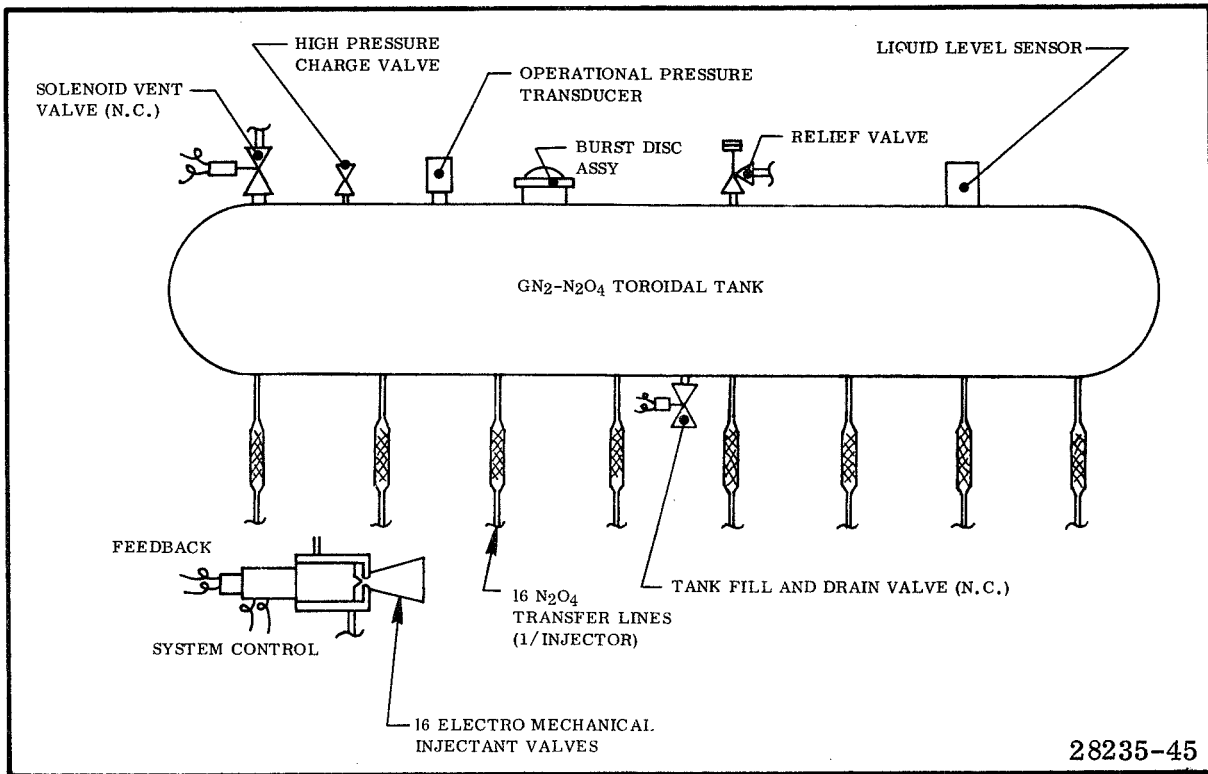 HIGH PRESSURE
CHARGE VALVE
LIQUID LEVEL SENSOR
SOLENOID VENT
VALVE (N.C.)
OPERATIONAL PRESSURE
TRANSDUCER
BURST DISC
ASSY
RELIEF VALVE
GN2-N2O4 TOROIDAL TANK
FEEDBACK
SYSTEM CONTROL
16 N2O4
TRANSFER LINES
(1/INJECTOR)
TANK FILL AND DRAIN VALVE (N.C.)
16 ELECTRO MECHANICAL
INJECTANT VALVES
28235-45